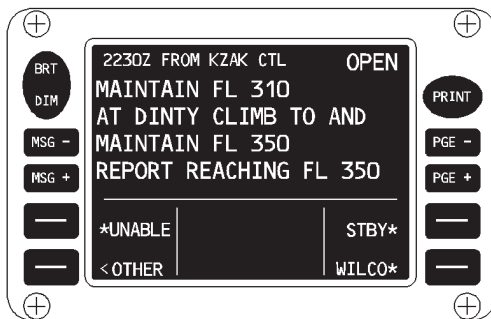 BRT
DIM
MSG -
MSG +
2230Z FROM KZAK CTL OPEN
MAINTAIN FL 310
AT DINTY CLIMB TO AND
MAINTAIN FL 350
REPORT REACHING FL 350
*UNABLE STBY*
<OTHER WILCO*
PRINT
PGE -
PGE +